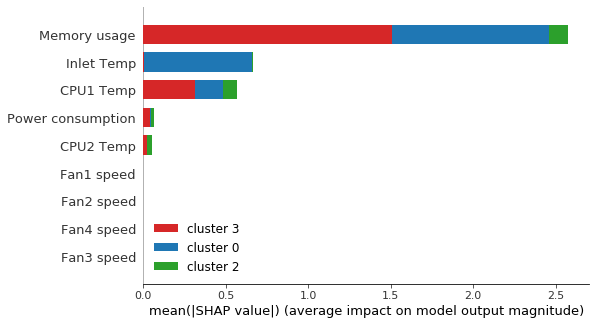 Memory usage
Inlet Temp
CPU1 Temp
Power consumption
CPU2 Temp
Fan1 speed
Fan2 speed
Fan4 speed
Fan3 speed
cluster 3
cluster 0
cluster 2
0.0 0.5 1.0 1.5 2.0 2.5
mean(|SHAP value|) (average impact on model output magnitude)